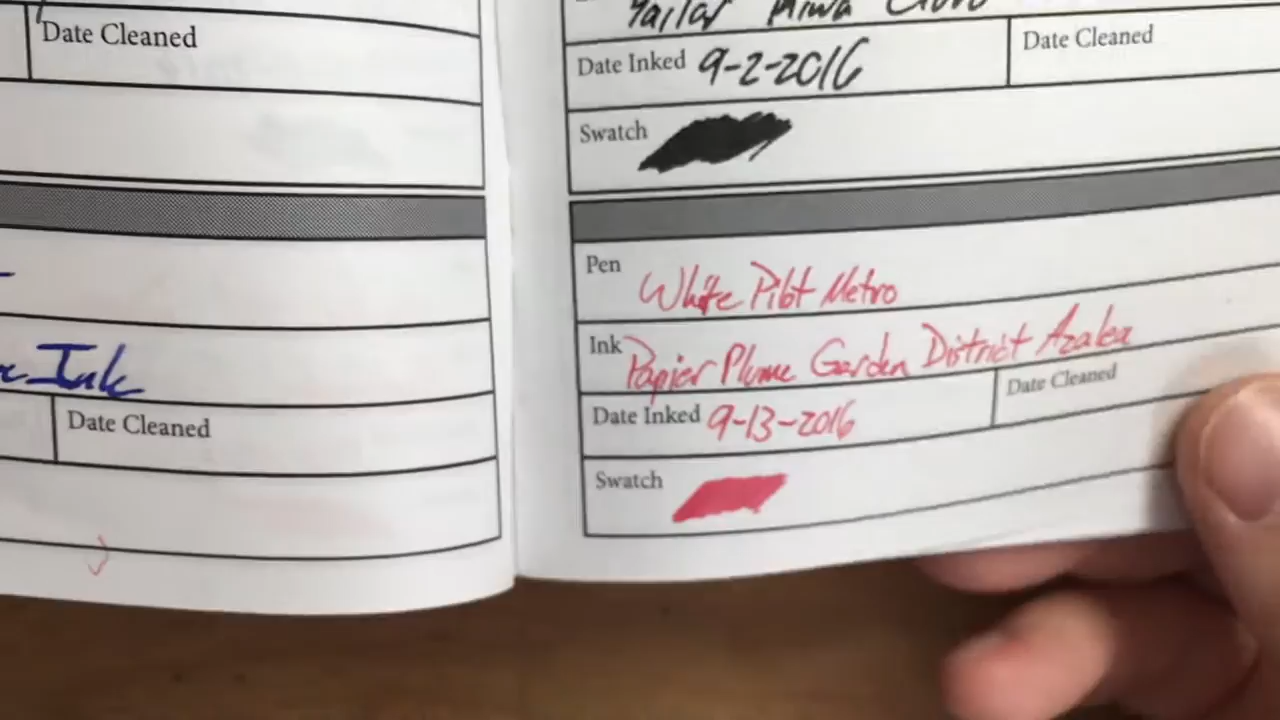 Date Cleaned
Ink
Date Cleaned
Date Inked 9-2-2016 Date Cleaned
Swatch
Pen White Pilot Metro
Ink Papier Plume Garden District Azalea
Date Inked 9-13-2016 Date Cleaned
Swatch